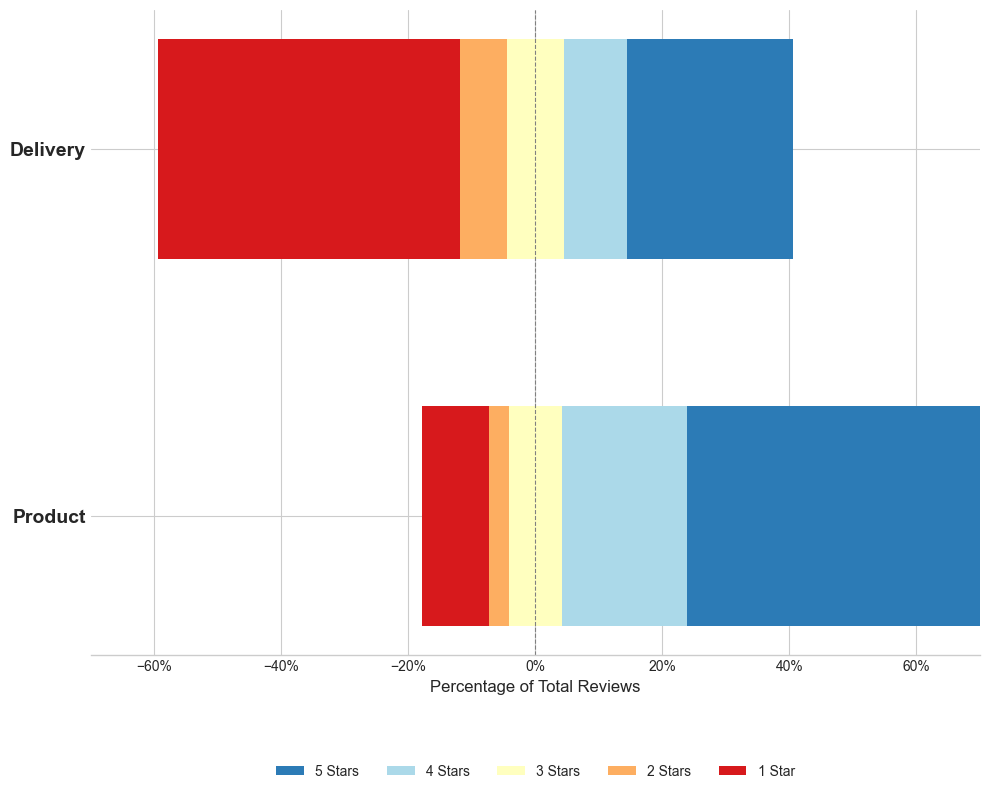 Delivery
Product
−60% −40% −20% 0% 20% 40% 60%
Percentage of Total Reviews
5 Stars 4 Stars 3 Stars 2 Stars 1 Star